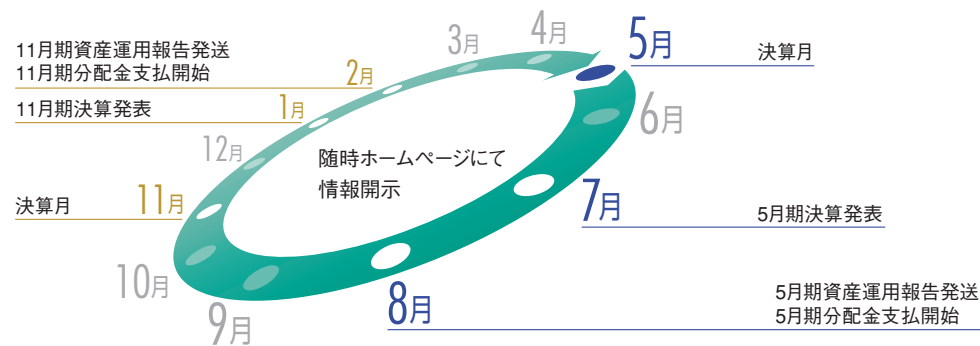 4月
5月
決算月
3月
11月期資産運用報告発送
11月期分配金支払開始
2月
11月期決算発表
1月
6月
12月
随時ホームページにて
情報開示
決算月
11月
7月
5月期決算発表
10月
9月
8月
5月期資産運用報告発送
5月期分配金支払開始